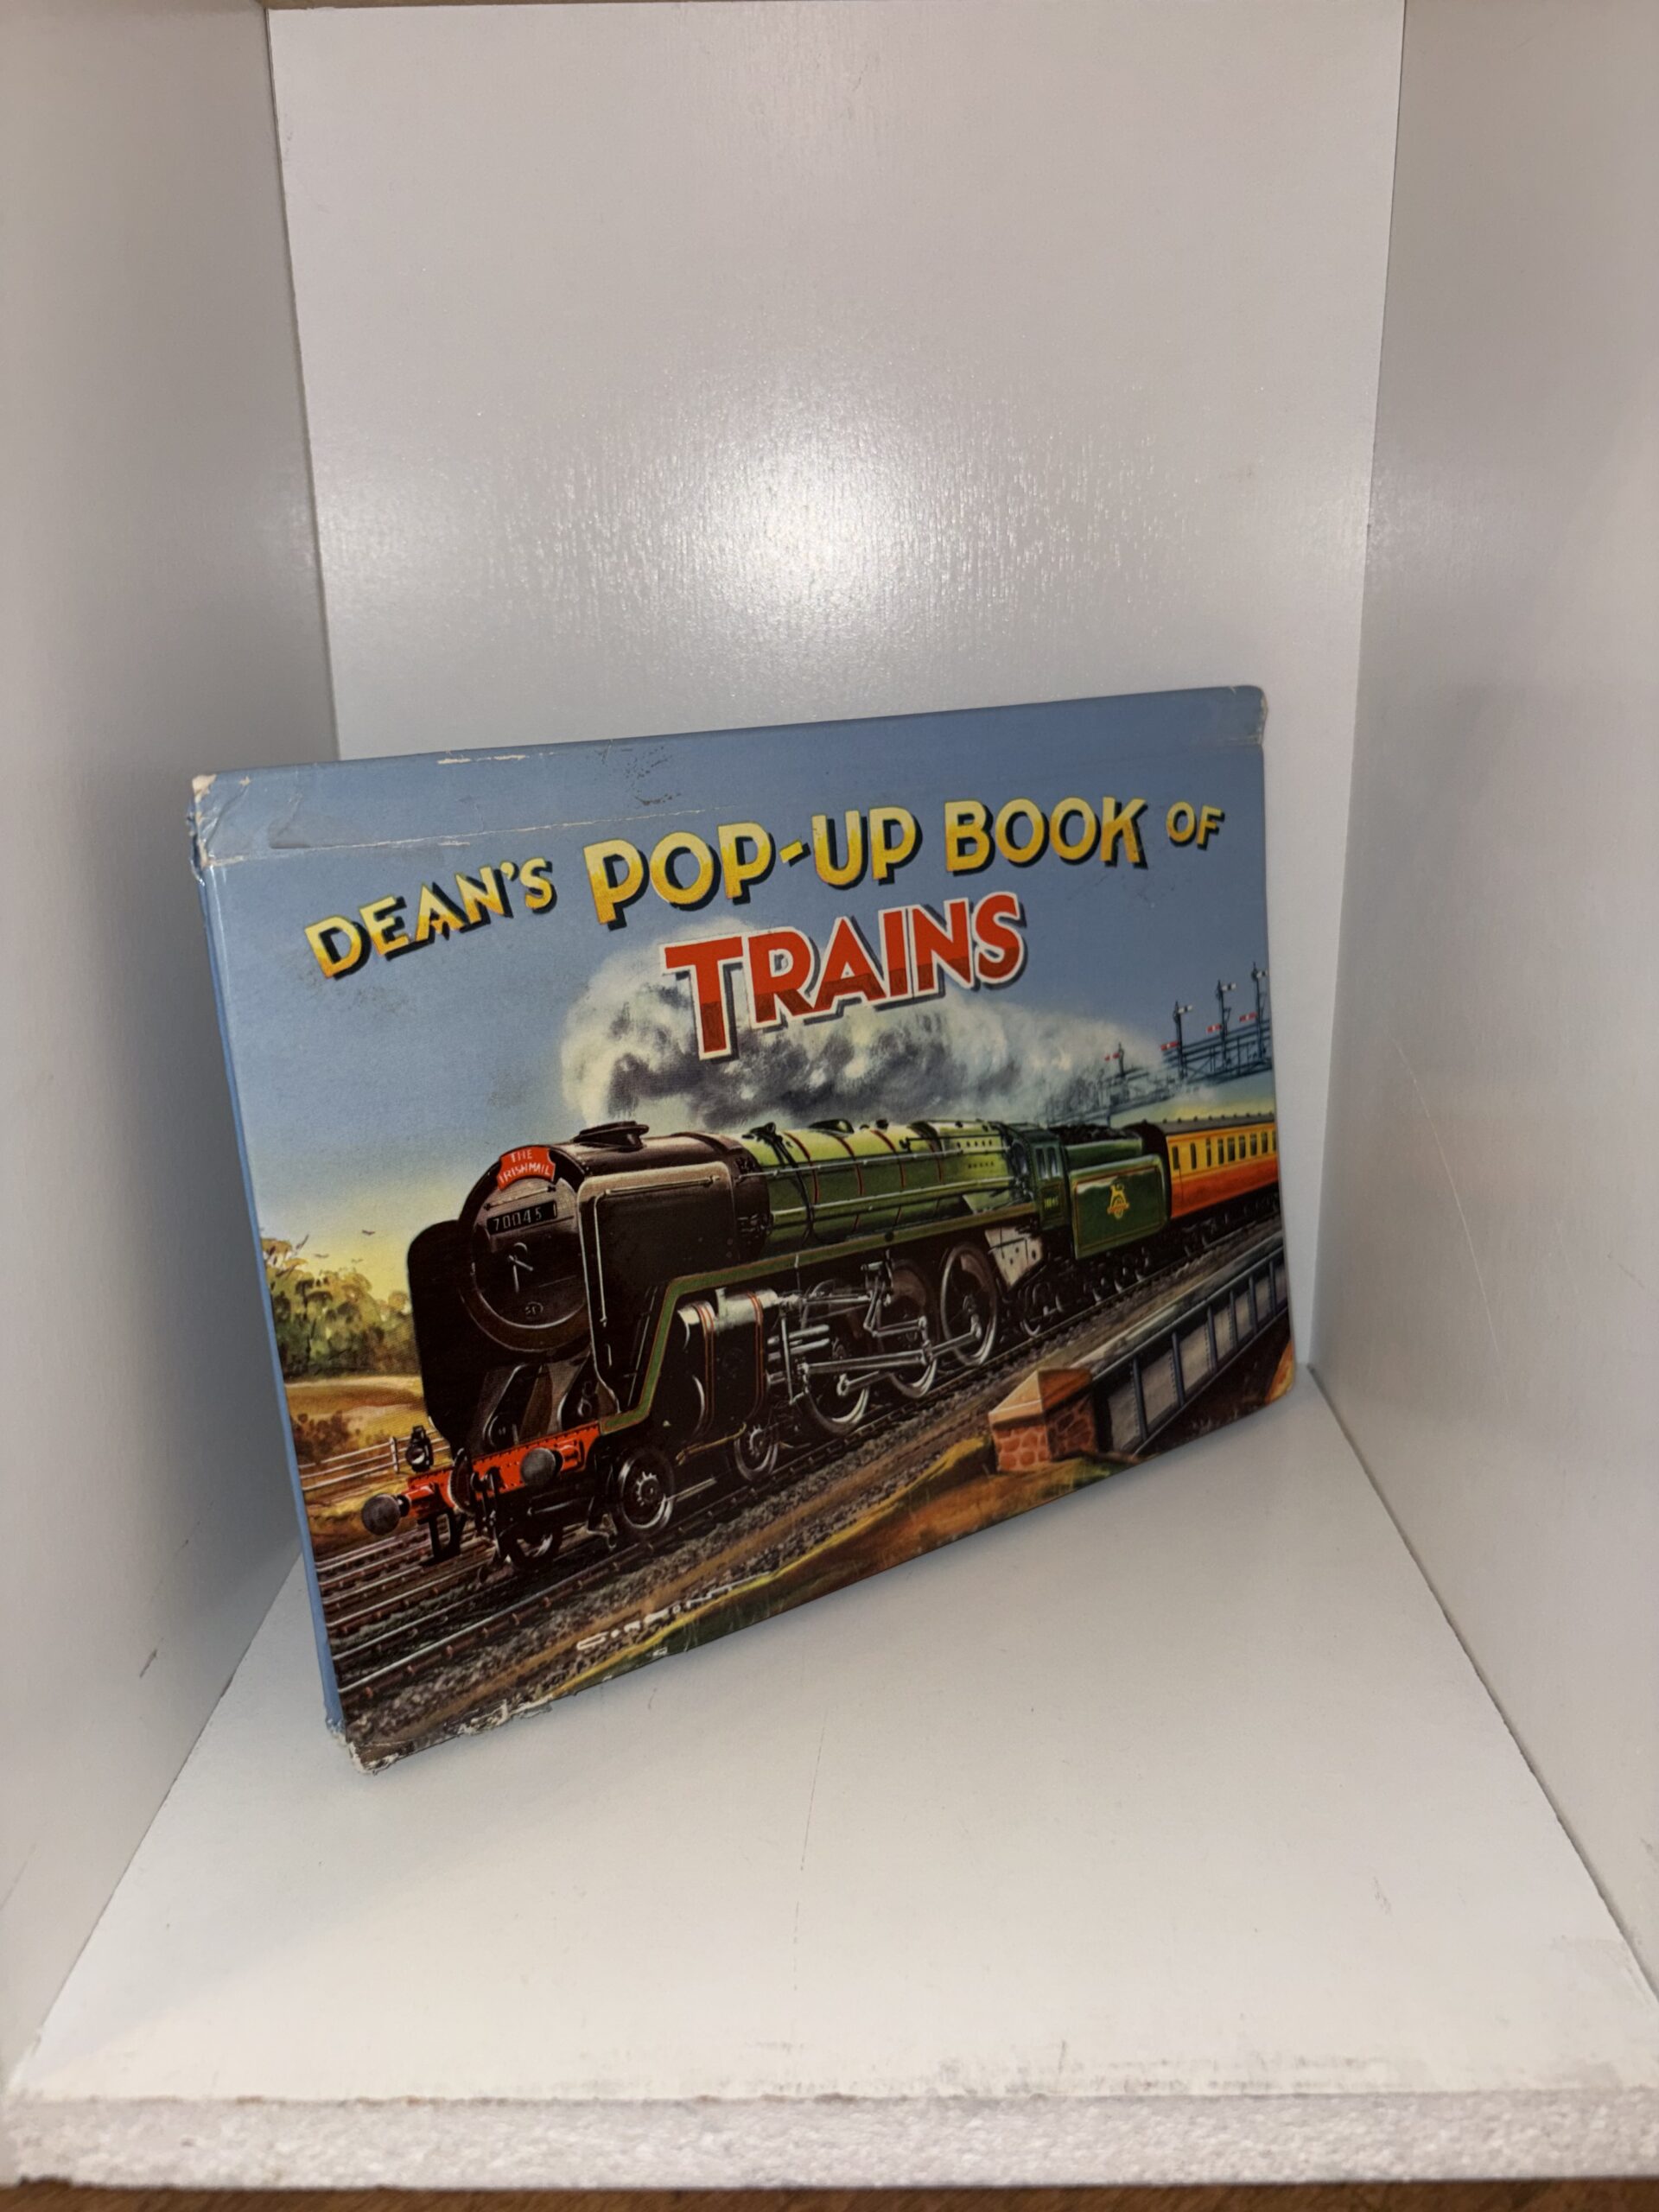 DEAN'S POP-UP BOOK OF
TRAINS
THE
IRISH MAIL
70045